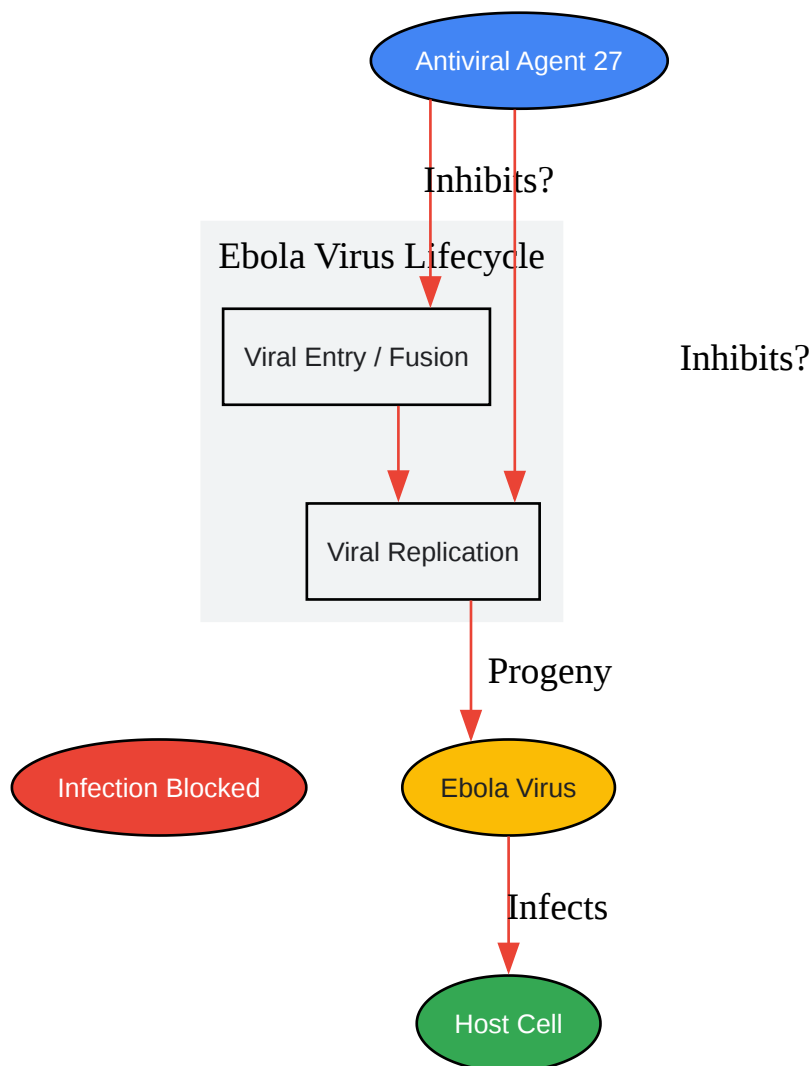 Antiviral Agent 27
Inhibits?
Ebola Virus Lifecycle
Viral Entry / Fusion
Inhibits?
Viral Replication
Progeny
Infection Blocked
Ebola Virus
Infects
Host Cell